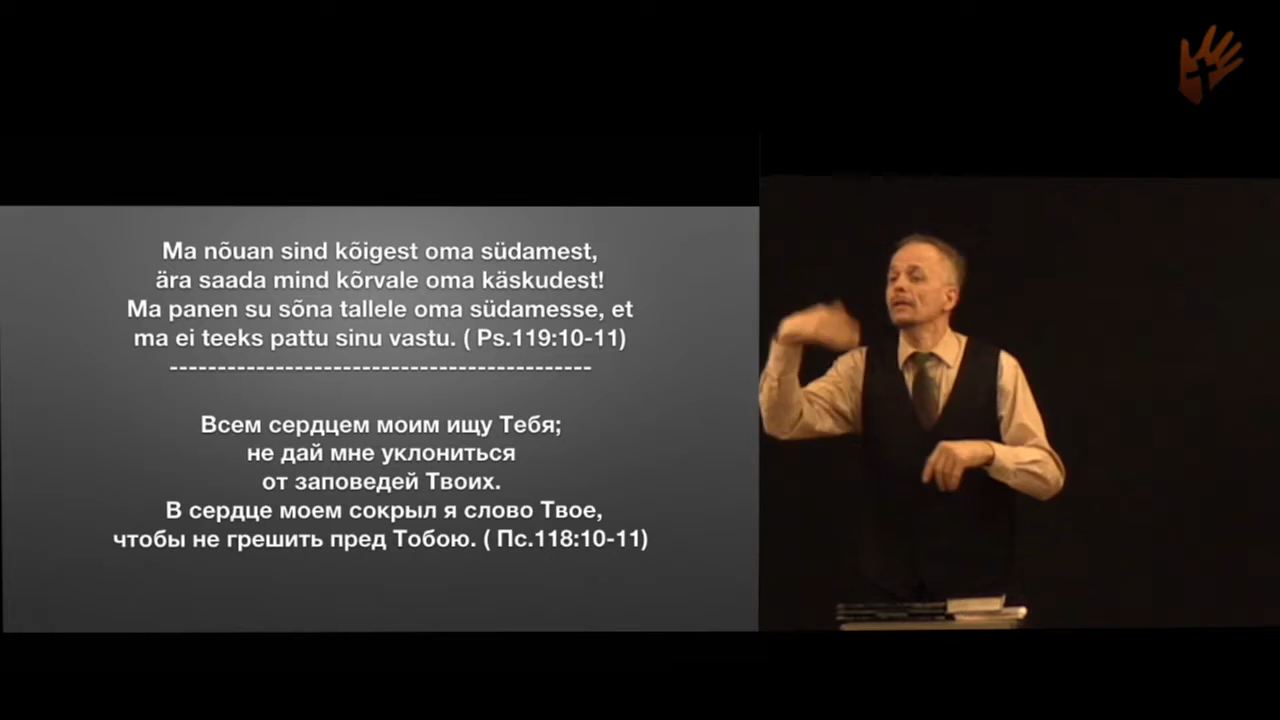 Ma nõuan sind kõigest oma südamest,
ära saada mind kõrvale oma käskudest!
Ma panen su sõna tallele oma südamesse, et
ma ei teeks pattu sinu vastu. ( Ps.119:10-11)
--------------------------------------------
Всем сердцем моим ищу Тебя;
не дай мне уклониться
от заповедей Твоих.
В сердце моем сокрыл я слово Твое,
чтобы не грешить пред Тобою. ( Пс.118:10-11)